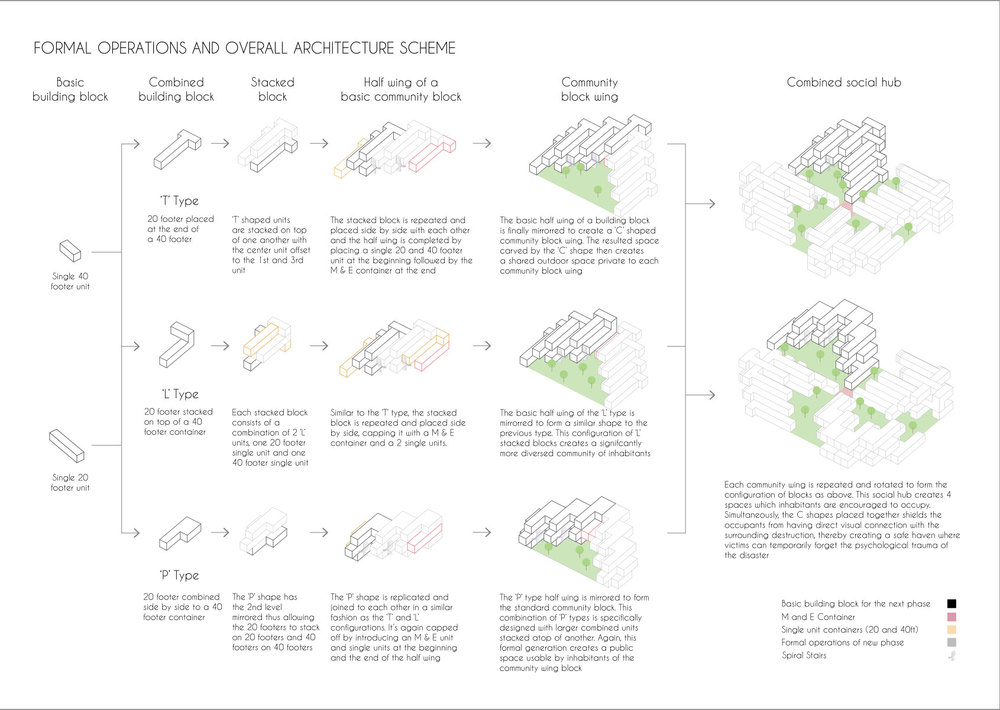 FORMAL OPERATIONS AND OVERALL ARCHITECTURE SCHEME
Basic
building block
Combined
building block
Stacked
block
Half wing of a
basic community block
Community
block wing
Combined social hub
Single 40
footer unit
Single 20
footer unit
'T' Type
20 footer placed
at the end of
a 40 footer
'T' shaped units
are stacked on top
of one another with
the center unit offset
to the 1st and 3rd
unit
The stacked block is repeated and
placed side by side with each other
and the half wing is completed by
placing a single 20 and 40 footer
unit at the beginning followed by the
M & E container at the end
The basic half wing of a building block
is finally mirrored to create a 'C' shaped
community block wing. The resulted space
carved by the 'C' shape then creates
a shared outdoor space private to each
community block wing
'L' Type
20 footer stacked
on top of a 40
footer container
Each stacked block
consists of a
combination of 2 'L'
units, one 20 footer
single unit and one
40 footer single unit
Similar to the 'T' type, the stacked
block is repeated and placed side
by side, capping it with a M & E
container and a 2 single units.
The basic half wing of the 'L' type is
mirrored to form a similar shape to the
previous type. This configuration of 'L'
stacked blocks creates a signifcantly
more diversed community of inhabitants
'P' Type
20 footer combined
side by side to a 40
footer container
The 'P' shape has
the 2nd level
mirrored thus allowing
the 20 footers to stack
on 20 footers and 40
footers on 40 footers
The 'P' shape is replicated and
joined to each other in a similar
fashion as the 'T' and 'L'
configurations. It's again capped
off by introducing an M & E unit
and single units at the beginning
and the end of the half wing
The 'P' type half wing is mirrored to form
the standard community block. This
combination of 'P' types is specifically
designed with larger combined units
stacked atop of another. Again, this
formal generation creates a public
space usable by inhabitants of the
community wing block
Each community wing is repeated and rotated to form the
configuration of blocks as above. This social hub creates 4
spaces which inhabitants are encouraged to occupy.
Simultaneously, the C shapes placed together shields the
occupants from having direct visual connection with the
surrounding destruction, thereby creating a safe haven where
victims can temporarily forget the psychological trauma of
the disaster
Basic building block for the next phase
M and E Container
Single unit containers (20 and 40ft)
Formal operations of new phase
Spiral Stairs